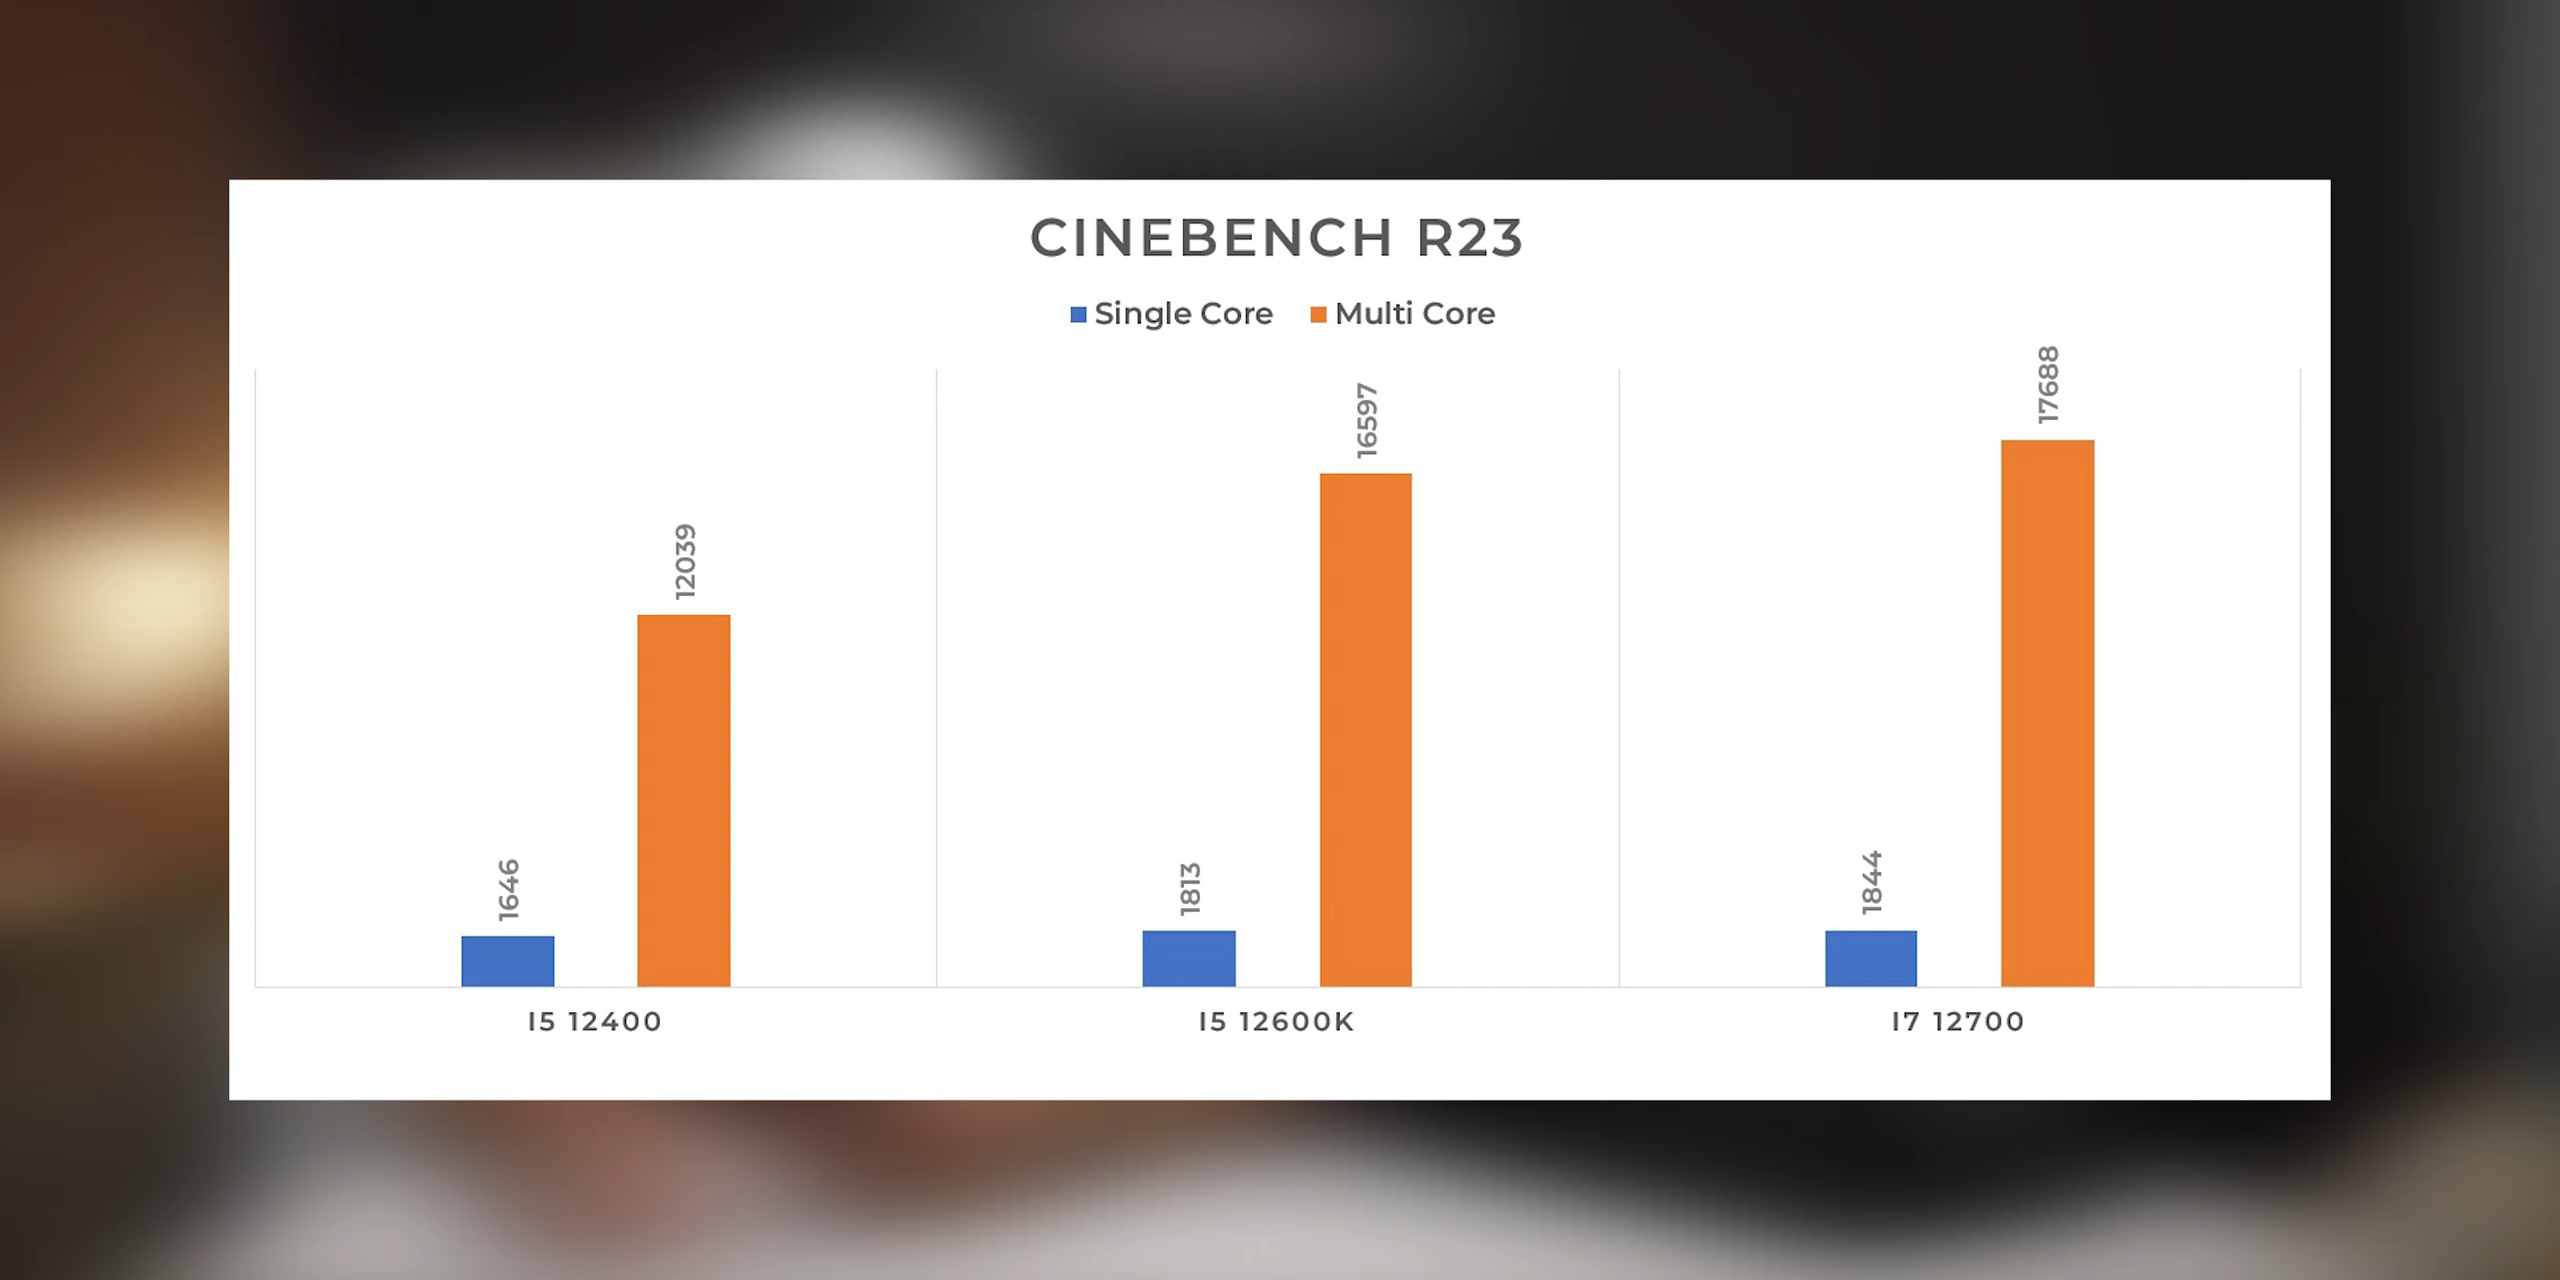 CINEBENCH R23
Single Core Multi Core
1646
12039
1813
16597
1844
17688
I5 12400
I5 12600K
I7 12700